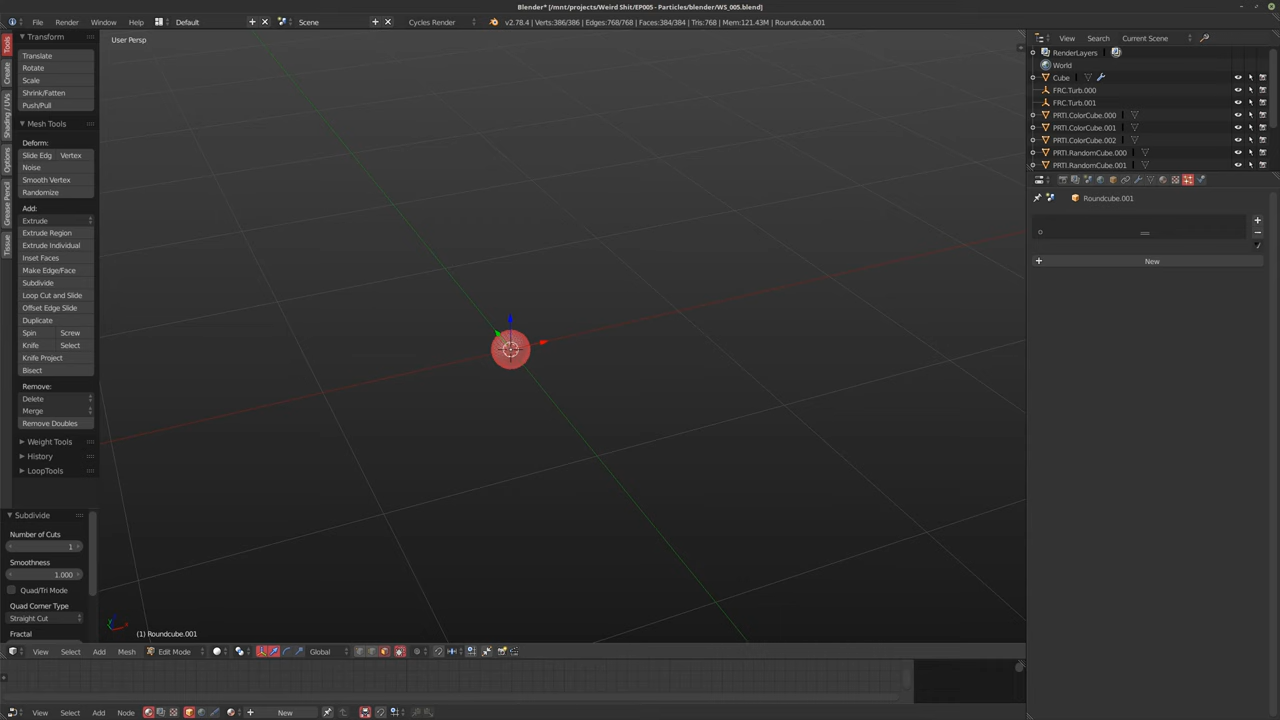 Blender* [/mnt/projects/Weird Shit/EP005 - Particles/blender/WS_005.blend]
File Render Window Help Default Scene Cycles Render v2.78.4 | Verts:386/386 | Edges:768/768 | Faces:384/384 | Tris:768 | Mem:121.43M | Roundcube.001
Transform
Translate
Rotate
Scale
Shrink/Fatten
Push/Pull
Mesh Tools
Deform:
Slide Edg Vertex
Noise
Smooth Vertex
Randomize
Add:
Extrude
Extrude Region
Extrude Individual
Inset Faces
Make Edge/Face
Subdivide
Loop Cut and Slide
Offset Edge Slide
Duplicate
Spin Screw
Knife Select
Knife Project
Bisect
Remove:
Delete
Merge
Remove Doubles
Weight Tools
History
LoopTools
Subdivide
Number of Cuts
1
Smoothness
1.000
Quad/Tri Mode
Quad Corner Type
Straight Cut
Fractal
Tools
Create
Shading / UVs
Options
Grease Pencil
Tissue
User Persp
(1) Roundcube.001
View Select Add Mesh Edit Mode Global
View Select Add Node New
View Search Current Scene
RenderLayers
World
Cube
FRC.Turb.000
FRC.Turb.001
PRTI.ColorCube.000
PRTI.ColorCube.001
PRTI.ColorCube.002
PRTI.RandomCube.000
PRTI.RandomCube.001
Roundcube.001
New